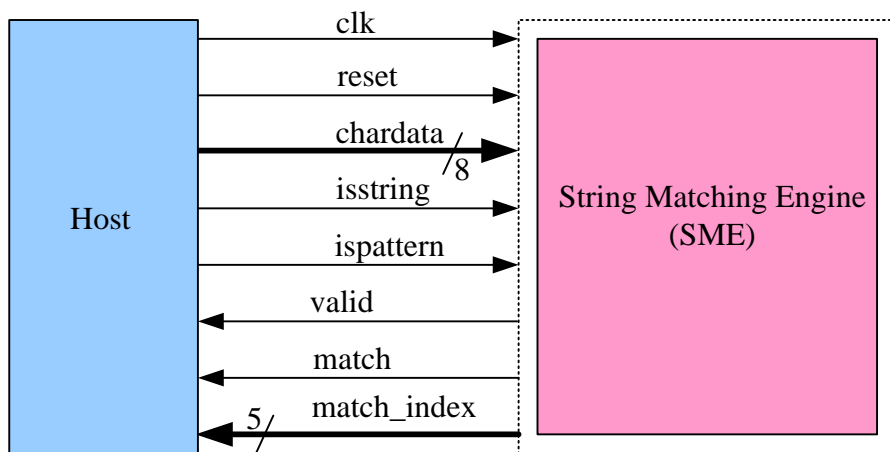 clk
reset
chardata
8
isstring
Host
String Matching Engine
(SME)
ispattern
valid
match
match_index
5